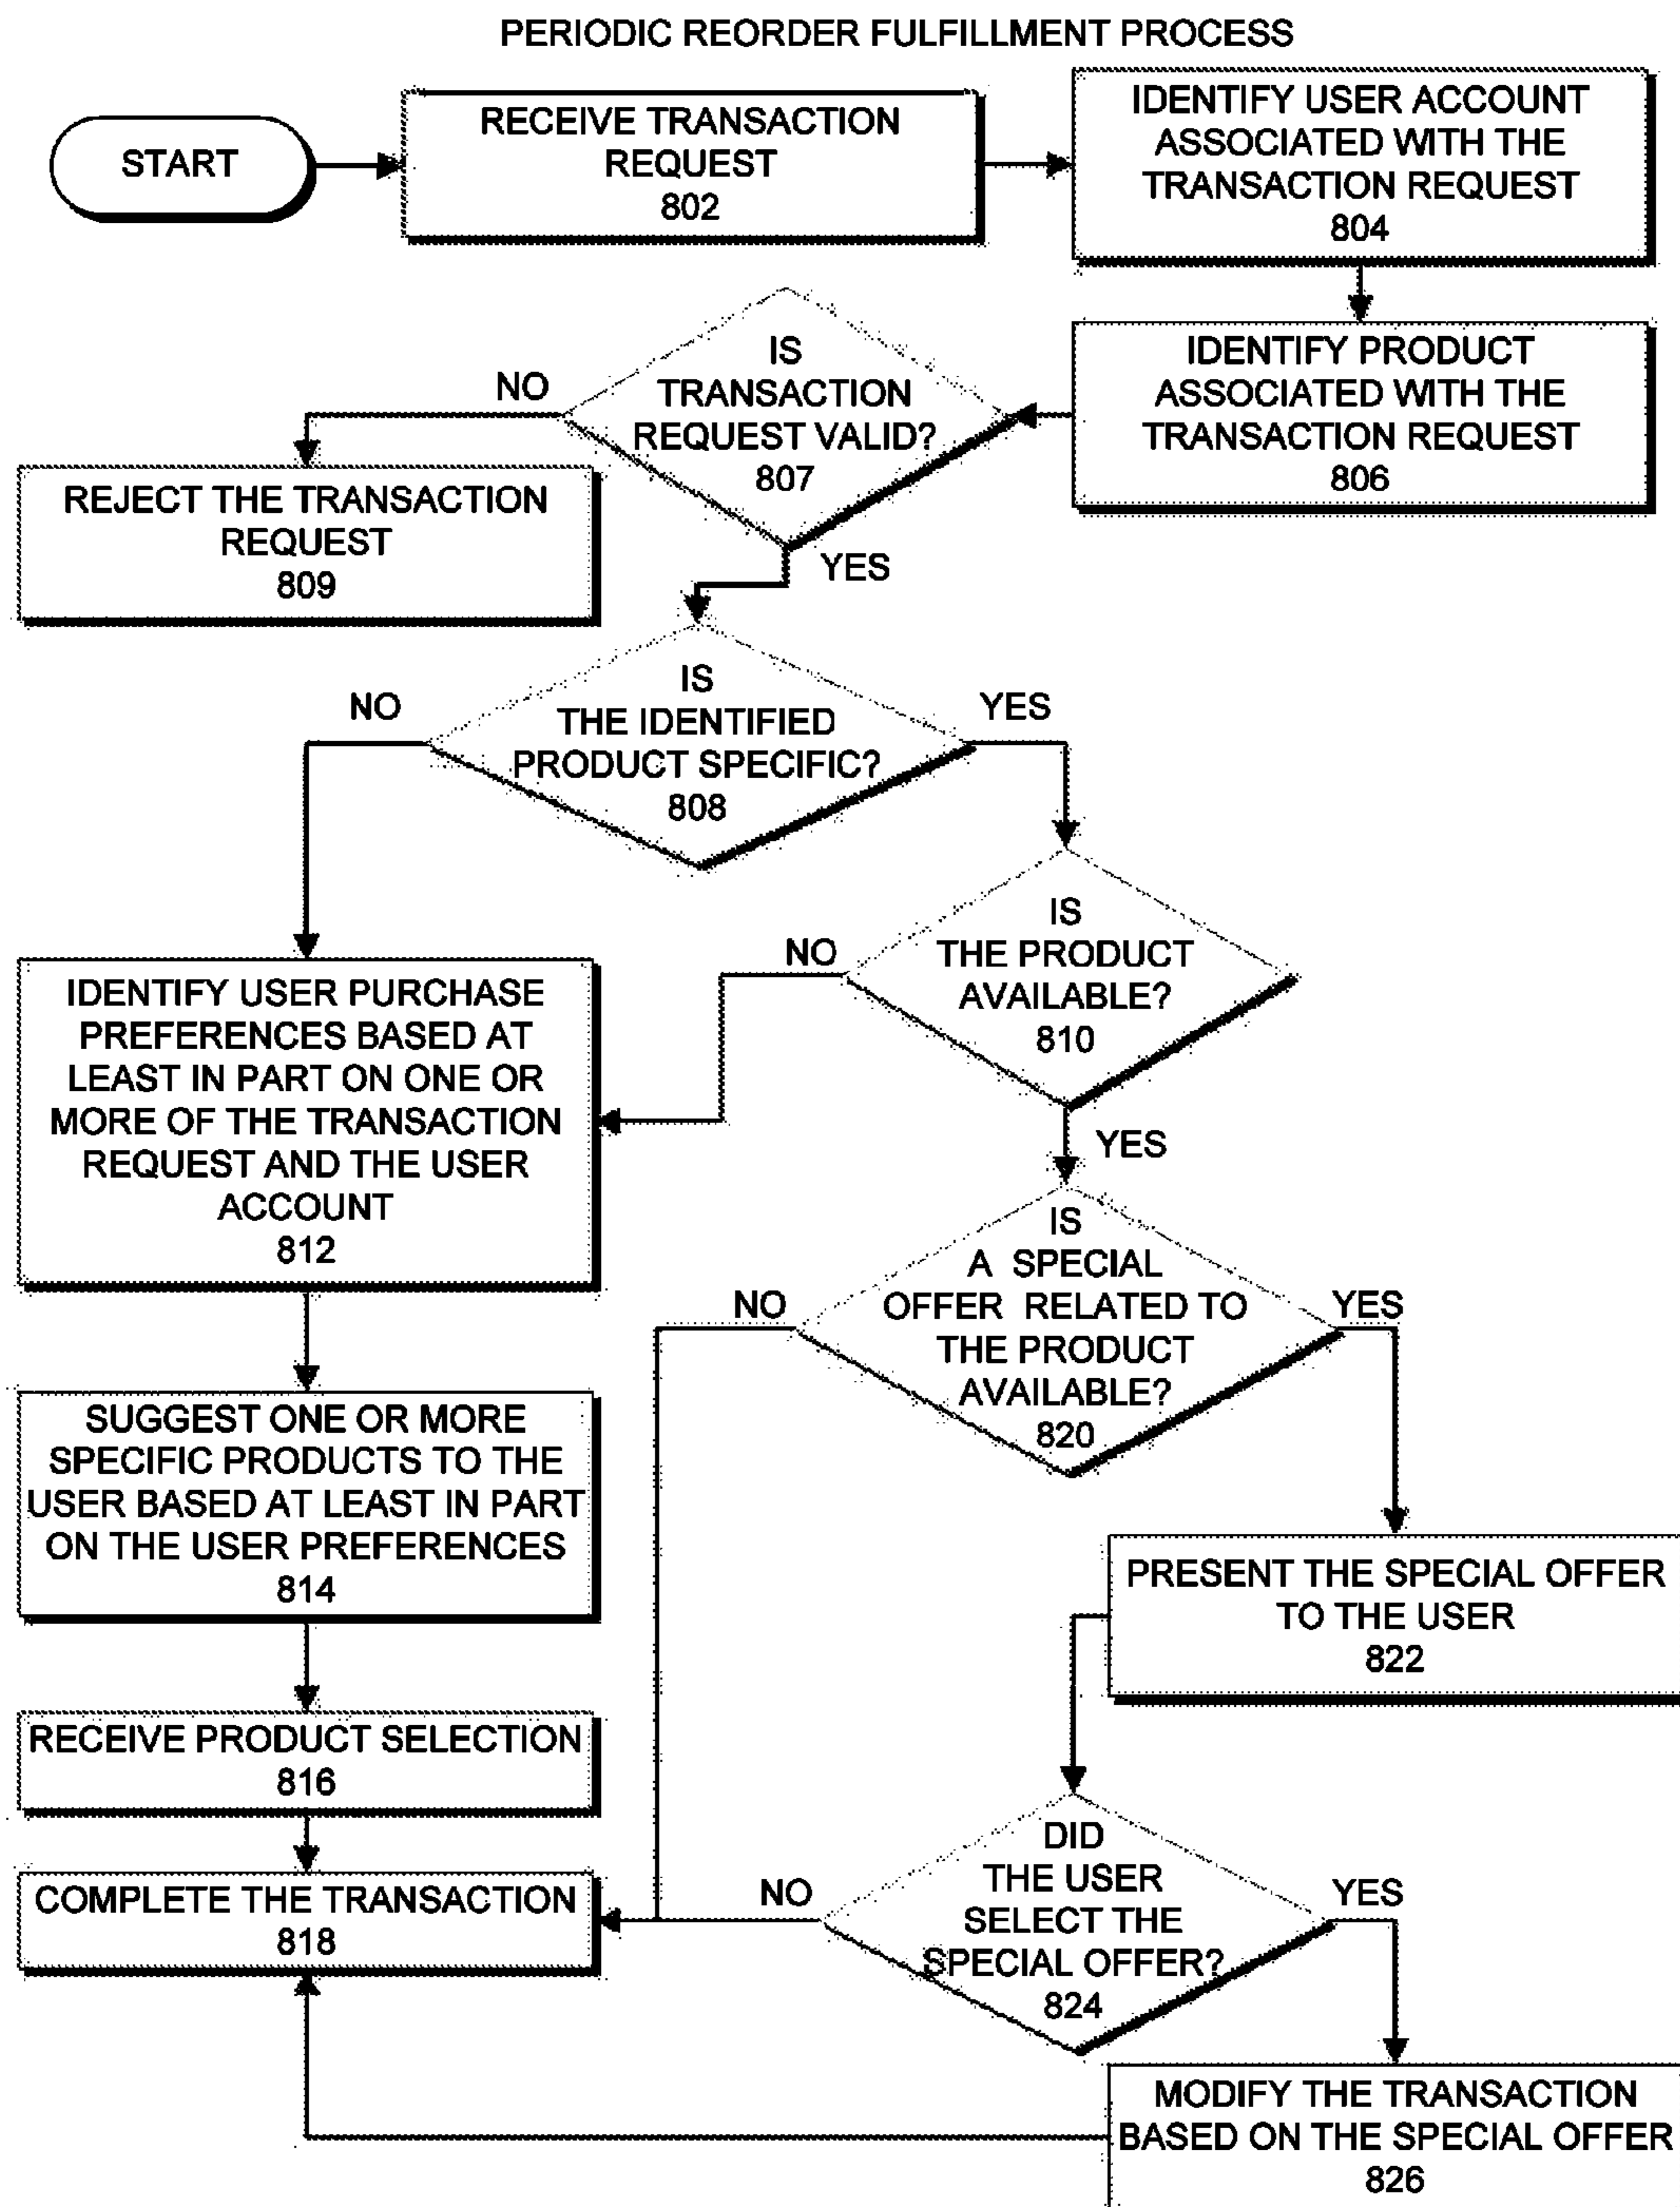 PERIODIC REORDER FULFILLMENT PROCESS
START
RECEIVE TRANSACTION
REQUEST
802
IDENTIFY USER ACCOUNT
ASSOCIATED WITH THE
TRANSACTION REQUEST
804
IDENTIFY PRODUCT
ASSOCIATED WITH THE
TRANSACTION REQUEST
806
IS
TRANSACTION
REQUEST VALID?
807
NO
YES
REJECT THE TRANSACTION
REQUEST
809
IS
THE IDENTIFIED
PRODUCT SPECIFIC?
808
NO
YES
IS
THE PRODUCT
AVAILABLE?
810
NO
YES
IDENTIFY USER PURCHASE
PREFERENCES BASED AT
LEAST IN PART ON ONE OR
MORE OF THE TRANSACTION
REQUEST AND THE USER
ACCOUNT
812
IS
A SPECIAL
OFFER RELATED TO
THE PRODUCT
AVAILABLE?
820
NO
YES
SUGGEST ONE OR MORE
SPECIFIC PRODUCTS TO THE
USER BASED AT LEAST IN PART
ON THE USER PREFERENCES
814
PRESENT THE SPECIAL OFFER
TO THE USER
822
RECEIVE PRODUCT SELECTION
816
COMPLETE THE TRANSACTION
818
DID
THE USER
SELECT THE
SPECIAL OFFER?
824
NO
YES
MODIFY THE TRANSACTION
BASED ON THE SPECIAL OFFER
826